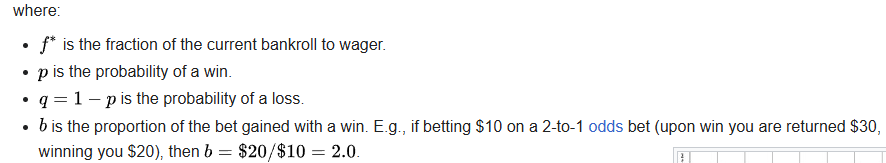 where:
• f* is the fraction of the current bankroll to wager.
• p is the probability of a win.
• q = 1 − p is the probability of a loss.
• b is the proportion of the bet gained with a win. E.g., if betting $10 on a 2-to-1 odds bet (upon win you are returned $30,
winning you $20), then b = $20/$10 = 2.0.